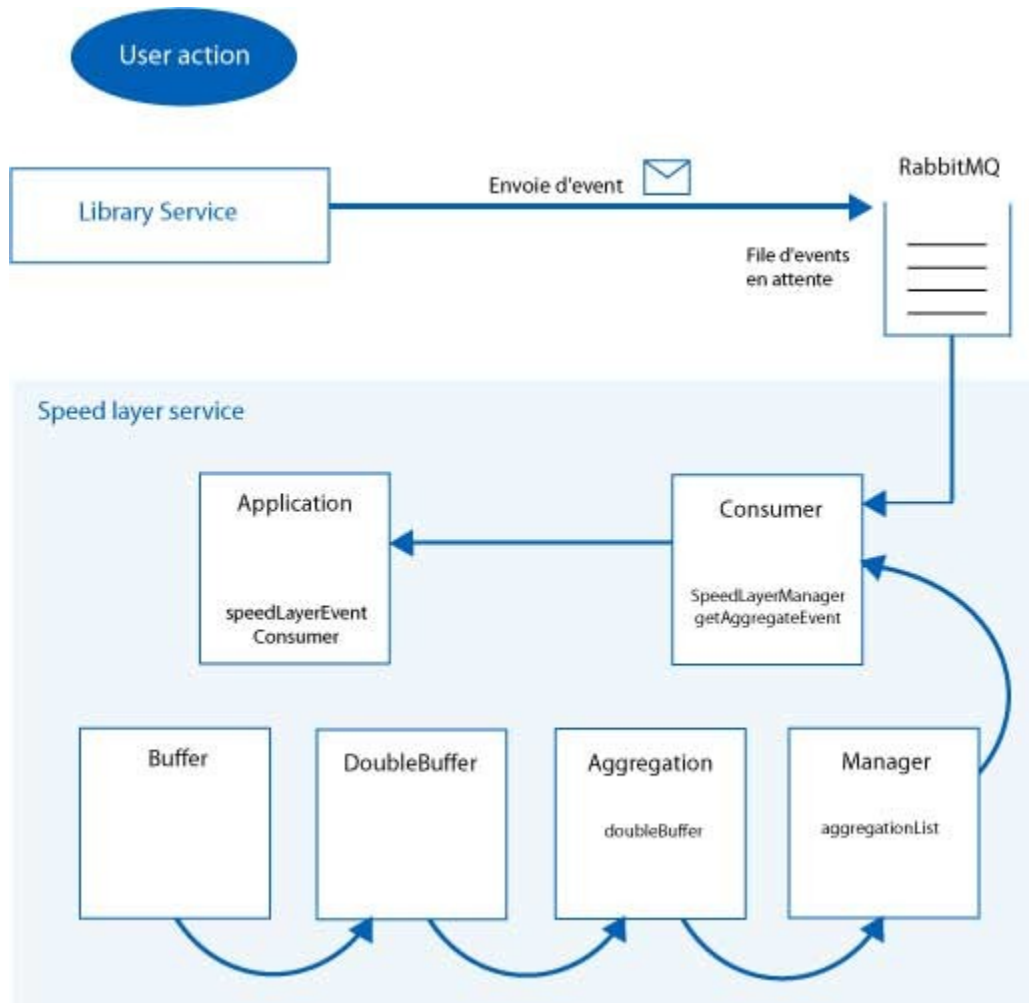 User action
RabbitMQ
Envoie d'event
Library Service
File d'events
en attente
Speed layer service
Application
speedLayerEvent
Consumer
Consumer
SpeedLayerManager
getAggregateEvent
Buffer
DoubleBuffer
Aggregation
doubleBuffer
Manager
aggregationList